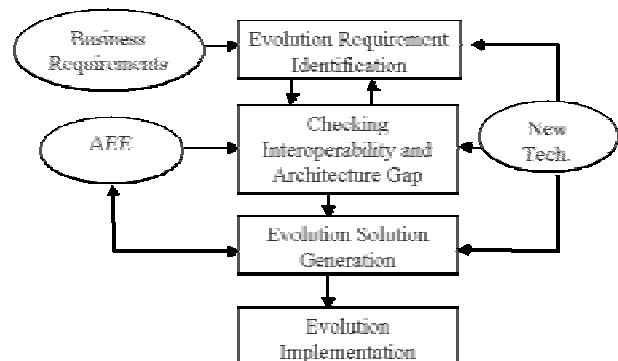 Business
Requirements
Evolution Requirement
Identification
Checking
Interoperability and
Architecture Gap
AEE
New
Tech.
Evolution Solution
Generation
Evolution
Implementation